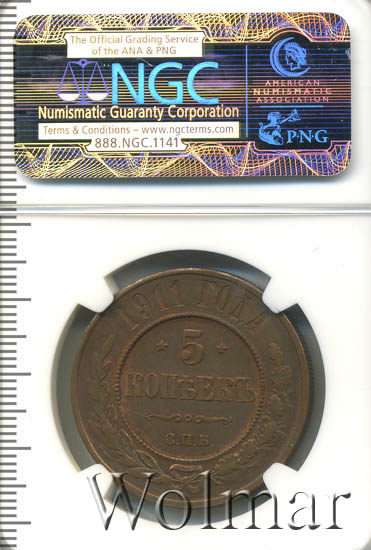 The Official Grading Service
of the ANA & PNG
NGC
Numismatic Guaranty Corporation
Terms & Conditions – www.ngcterms.com
888.NGC.1141
AMERICAN
NUMISMATIC
ASSOCIATION
PNG
1911 ГОДА
5
КОПѢЕКЪ
С.П.Б.
Wolmar